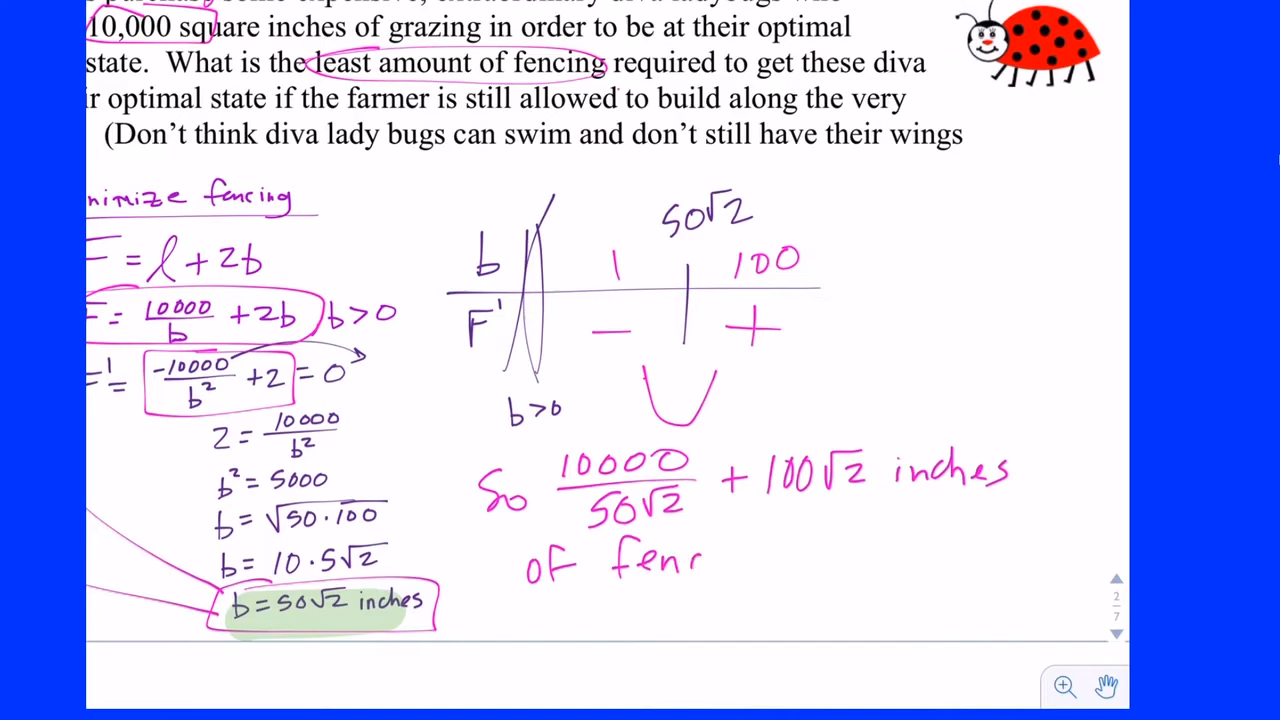 10,000 square inches of grazing in order to be at their optimal
state. What is the least amount of fencing required to get these diva
ir optimal state if the farmer is still allowed to build along the very
(Don't think diva lady bugs can swim and don't still have their wings
nimize fencing
F = l + 2b
F = 10000/b + 2b b > 0
F' = -10000/b² + 2 = 0
2 = 10000/b²
b² = 5000
b = √50·100
b = 10·5√2
b = 50√2 inches
50√2
b 1 100
F' − +
b > 0
So 10000/50√2 + 100√2 inches
of fenc
2/7